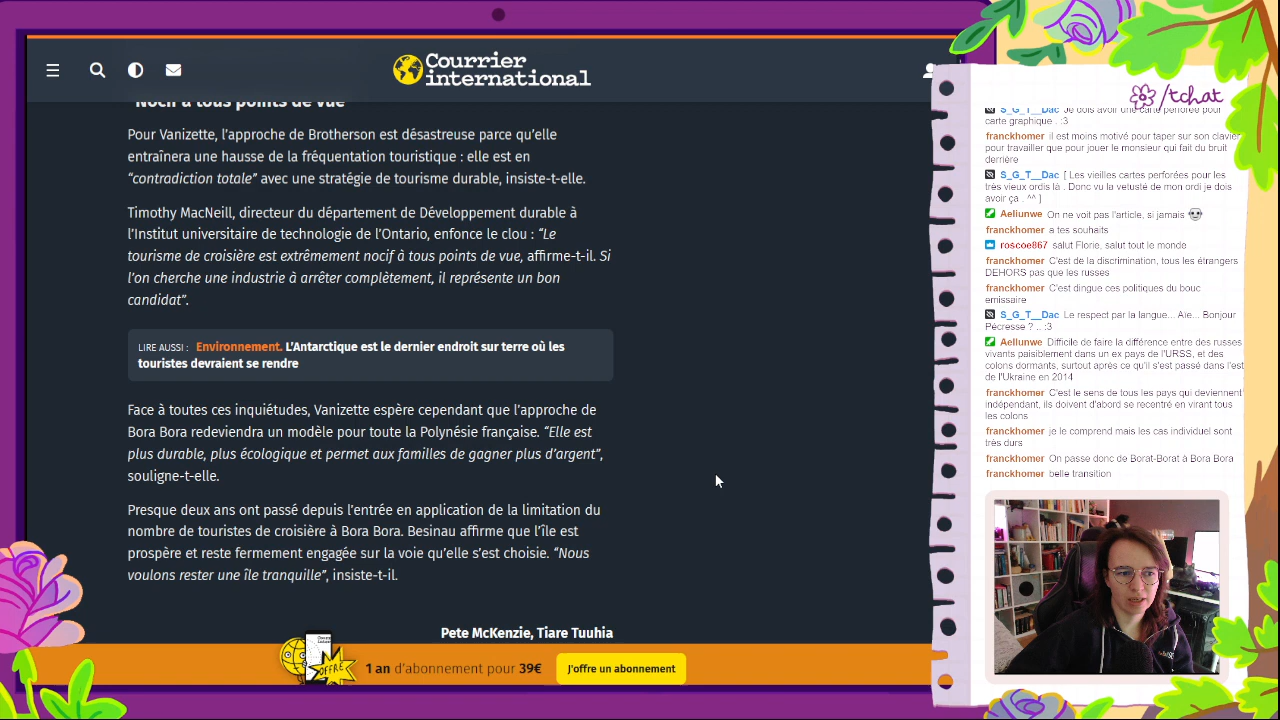 Courrier
international
"Nocif à tous points de vue"
Pour Vanizette, l'approche de Brotherson est désastreuse parce qu'elle
entraînera une hausse de la fréquentation touristique : elle est en
“contradiction totale” avec une stratégie de tourisme durable, insiste-t-elle.
Timothy MacNeill, directeur du département de Développement durable à
l'Institut universitaire de technologie de l'Ontario, enfonce le clou : “Le
tourisme de croisière est extrêmement nocif à tous points de vue, affirme-t-il. Si
l'on cherche une industrie à arrêter complètement, il représente un bon
candidat”.
LIRE AUSSI : Environnement. L'Antarctique est le dernier endroit sur terre où les
touristes devraient se rendre
Face à toutes ces inquiétudes, Vanizette espère cependant que l'approche de
Bora Bora redeviendra un modèle pour toute la Polynésie française. “Elle est
plus durable, plus écologique et permet aux familles de gagner plus d'argent”,
souligne-t-elle.
Presque deux ans ont passé depuis l'entrée en application de la limitation du
nombre de touristes de croisière à Bora Bora. Besinau affirme que l'île est
prospère et reste fermement engagée sur la voie qu'elle s'est choisie. “Nous
voulons rester une île tranquille”, insiste-t-il.
Pete McKenzie, Tiare Tuuhia
OFFRE
1 an d'abonnement pour 39€
J'offre un abonnement
/tchat
S_G_T__Dac Je dois avoir une carte perforée pour
carte graphique . :3
franckhomer il est moins motivé pour taper sur son clavier
pour travailler que pour jouer le monsieur qui fait du bruit
derrière
S_G_T__Dac [ Les vieilles cartes perforées pour les
très vieux ordis là . Donc vu la vetusté de mon ordi je dois
avoir ça . ^^ ]
Aeliunwe On ne voit pas l'article, si jamais
franckhomer a tes souhaits
roscoe867 salut Florie, salut tout le monde
franckhomer C'est de la discrimination, tous les étrangers
DEHORS pas que les russes
franckhomer C'est dingue ces politiques du bouc
emissaire
S_G_T__Dac Le respect par la langue... Aie... Bonjour
Pécresse ? .. :3
Aeliunwe Difficile de faire la différence entre des russes
vivants paisiblement dans un ex pays de l'URSS, et des
colons dormants, surtout après ce qu'il s'est passé dans l'est
de l'Ukraine en 2014
franckhomer C'est le sens de tous les pays qui deviennent
indépendant, ils doivent d'abord se recentré en virant tous
les colons
franckhomer je le comprend mais les cas individuel sont
très durs
franckhomer On passe donc de Borat-Borat à Bora Bora
franckhomer belle transition